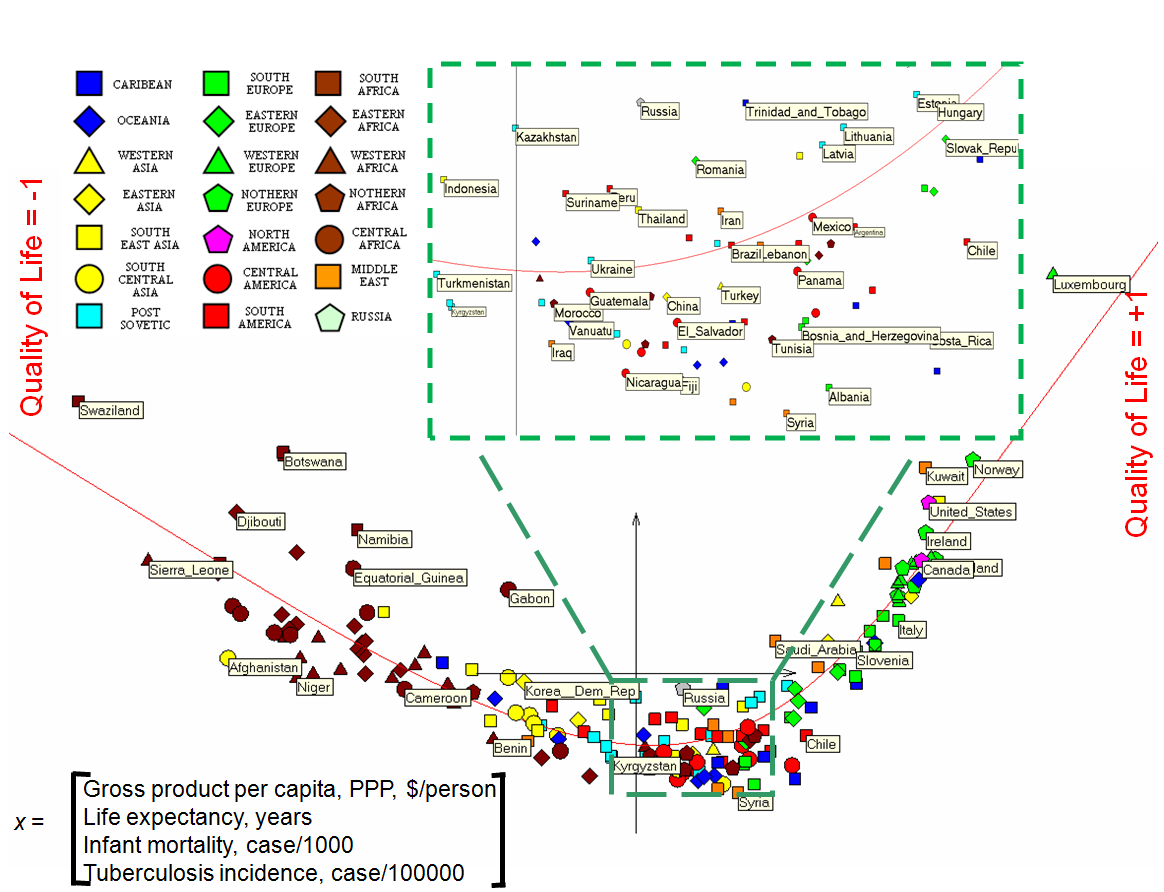 CARIBEAN
SOUTH
EUROPE
SOUTH
AFRICA
OCEANIA
EASTERN
EUROPE
EASTERN
AFRICA
WESTERN
ASIA
WESTERN
EUROPE
WESTERN
AFRICA
EASTERN
ASIA
NOTHERN
EUROPE
NOTHERN
AFRICA
SOUTH
EAST ASIA
NORTH
AMERICA
CENTRAL
AFRICA
SOUTH
CENTRAL
ASIA
CENTRAL
AMERICA
MIDDLE
EAST
POST
SOVETIC
SOUTH
AMERICA
RUSSIA
Quality of Life = -1
Quality of Life = +1
Russia
Trinidad_and_Tobago
Estonia
Hungary
Kazakhstan
Lithuania
Latvia
Slovak_Repu
Romania
Indonesia
Suriname
eru
Thailand
Iran
Mexico
Argentina
Brazil
Lebanon
Chile
Ukraine
Turkmenistan
Panama
Kyrgyzstan
Guatemala
China
Turkey
Morocco
Vanuatu
El_Salvador
Bosnia_and_Herzegovina
osta_Rica
Iraq
Tunisia
Nicaragua
Fiji
Albania
Syria
Luxembourg
Swaziland
Botswana
Kuwait
Norway
Djibouti
United_States
Namibia
Ireland
Sierra_Leone
Equatorial_Guinea
Canada
land
Gabon
Italy
Saudi_Arabia
Slovenia
Afghanistan
Niger
Cameroon
Korea__Dem_Rep
Russia
Benin
Chile
Kyrgyzstan
Syria
x =
Gross product per capita, PPP, $/person
Life expectancy, years
Infant mortality, case/1000
Tuberculosis incidence, case/100000